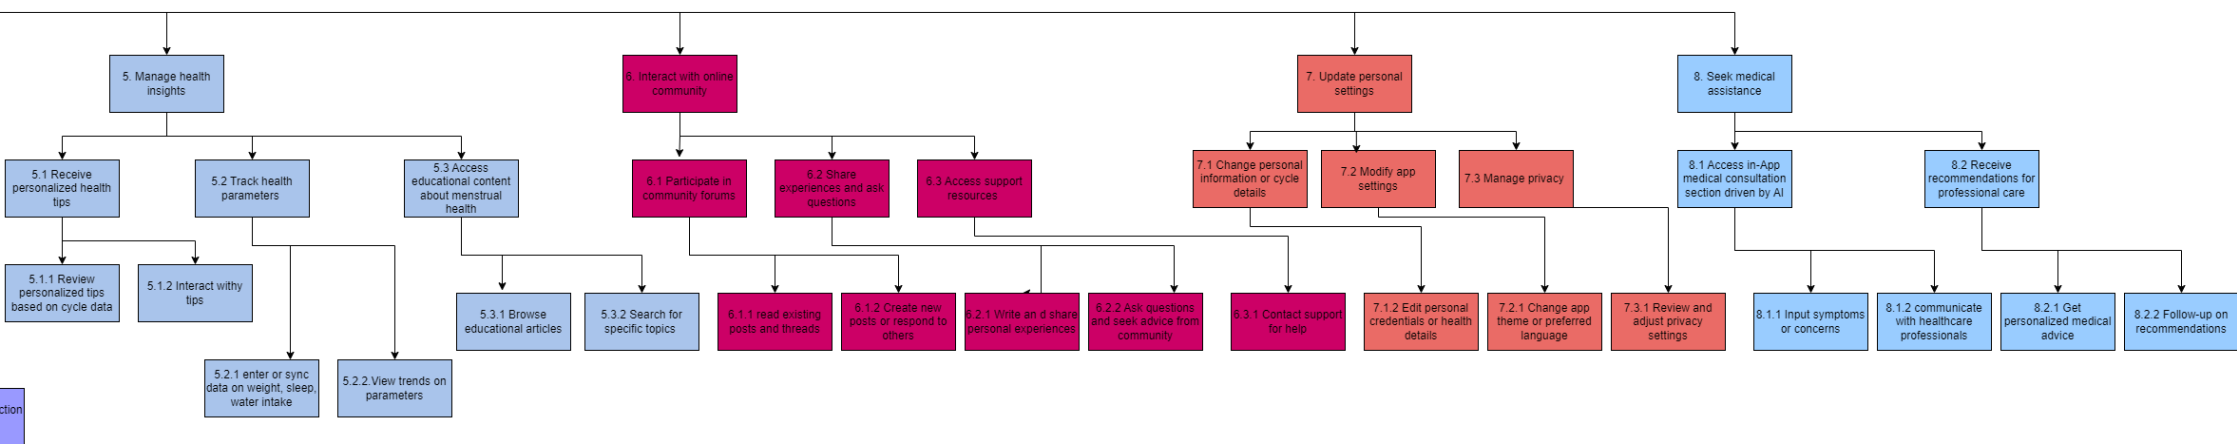 5. Manage health
insights
6. Interact with online
community
7. Update personal
settings
8. Seek medical
assistance
5.1 Receive
personalized health
tips
5.2 Track health
parameters
5.3 Access
educational content
about menstrual
health
6.1 Participate in
community forums
6.2 Share
experiences and ask
questions
6.3 Access support
resources
7.1 Change personal
information or cycle
details
7.2 Modify app
settings
7.3 Manage privacy
8.1 Access in-App
medical consultation
section driven by AI
8.2 Receive
recommendations for
professional care
5.1.1 Review
personalized tips
based on cycle data
5.1.2 Interact withy
tips
5.3.1 Browse
educational articles
5.3.2 Search for
specific topics
6.1.1 read existing
posts and threads
6.1.2 Create new
posts or respond to
others
6.2.1 Write an d share
personal experiences
6.2.2 Ask questions
and seek advice from
community
6.3.1 Contact support
for help
7.1.2 Edit personal
credentials or health
details
7.2.1 Change app
theme or preferred
language
7.3.1 Review and
adjust privacy
settings
8.1.1 Input symptoms
or concerns
8.1.2 communicate
with healthcare
professionals
8.2.1 Get
personalized medical
advice
8.2.2 Follow-up on
recommendations
5.2.1 enter or sync
data on weight, sleep,
water intake
5.2.2.View trends on
parameters
ction